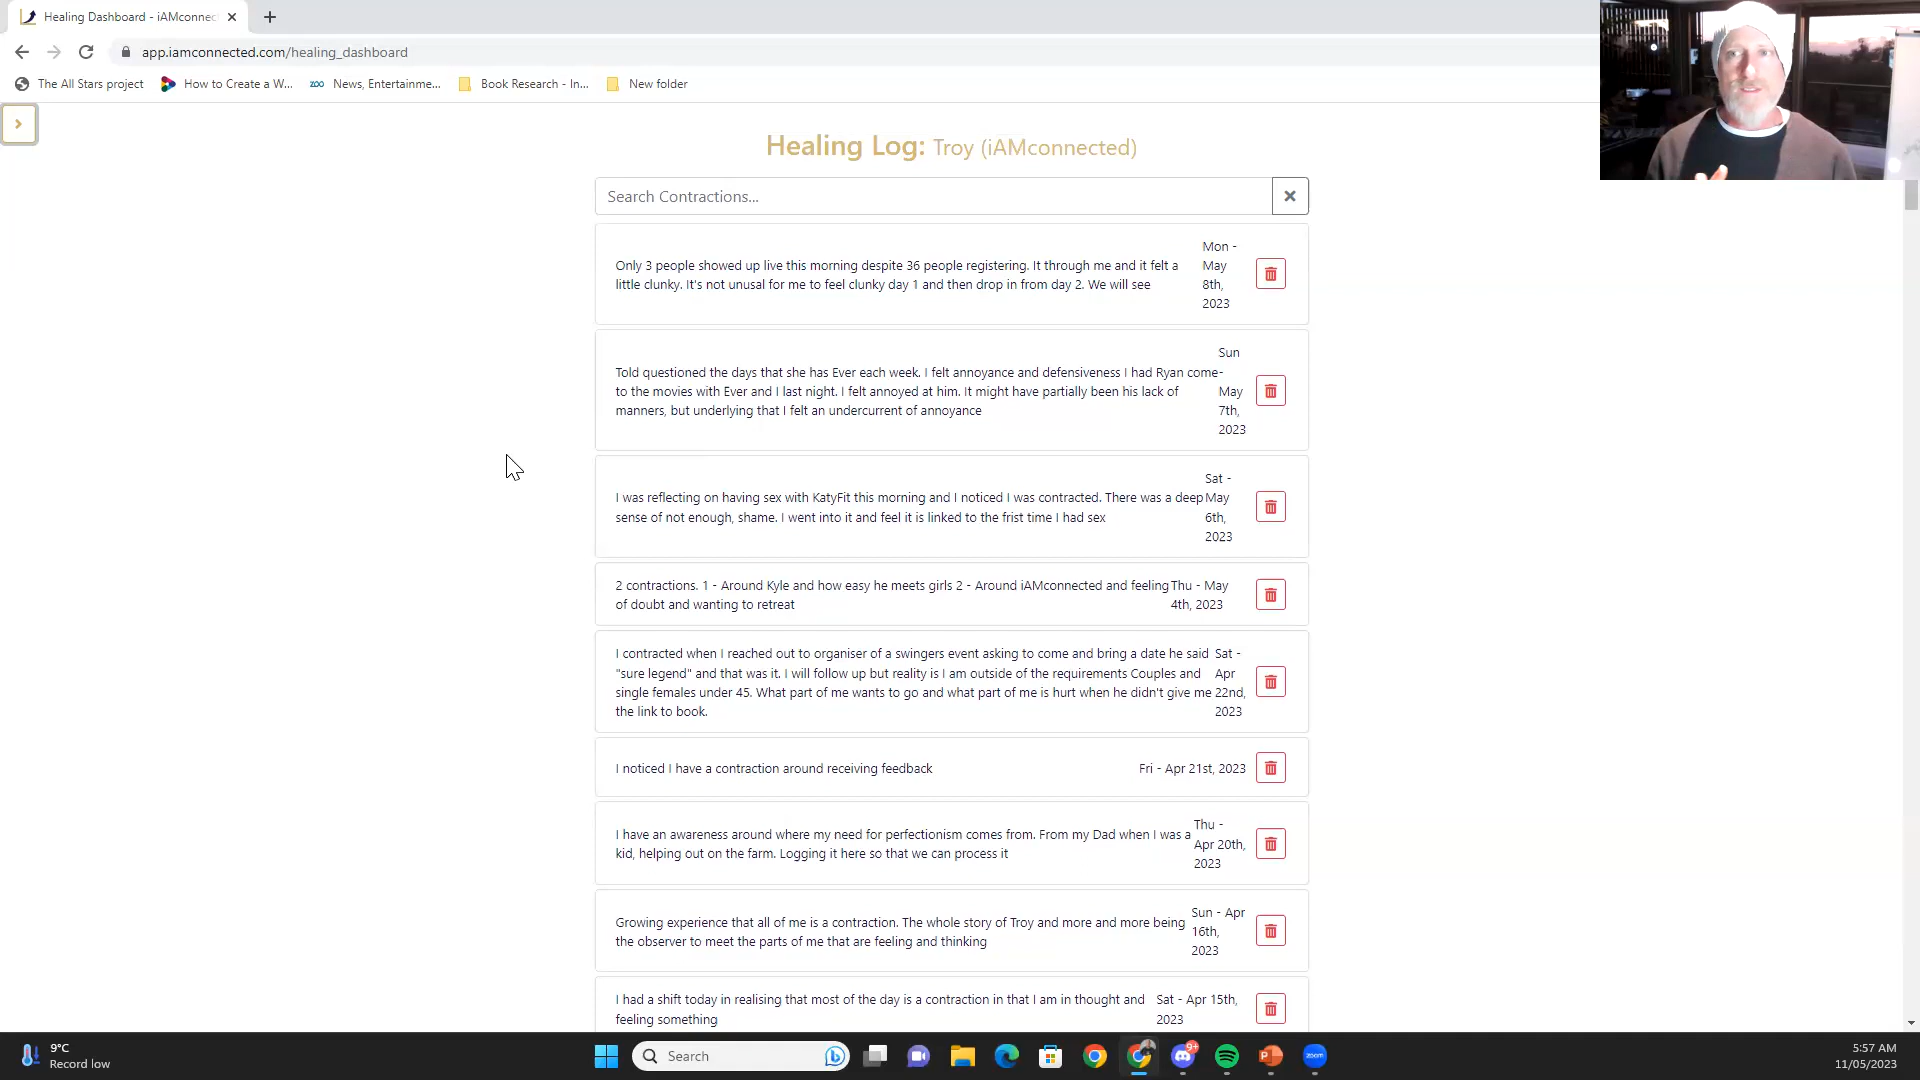 Healing Dashboard - iAMconnec
app.iamconnected.com/healing_dashboard
The All Stars project
How to Create a W...
ZOO
News, Entertainme...
Book Research - In...
New folder
Healing Log: Troy (iAMconnected)
Search Contractions...
Only 3 people showed up live this morning despite 36 people registering. It through me and it felt a
little clunky. It's not unusal for me to feel clunky day 1 and then drop in from day 2. We will see
Mon -
May
8th,
2023
Told questioned the days that she has Ever each week. I felt annoyance and defensiveness I had Ryan come
to the movies with Ever and I last night. I felt annoyed at him. It might have partially been his lack of
manners, but underlying that I felt an undercurrent of annoyance
Sun
-
May
7th,
2023
I was reflecting on having sex with KatyFit this morning and I noticed I was contracted. There was a deep
sense of not enough, shame. I went into it and feel it is linked to the frist time I had sex
Sat -
May
6th,
2023
2 contractions. 1 - Around Kyle and how easy he meets girls 2 - Around iAMconnected and feeling
of doubt and wanting to retreat
Thu - May
4th, 2023
I contracted when I reached out to organiser of a swingers event asking to come and bring a date he said
"sure legend" and that was it. I will follow up but reality is I am outside of the requirements Couples and
single females under 45. What part of me wants to go and what part of me is hurt when he didn't give me
the link to book.
Sat -
Apr
22nd,
2023
I noticed I have a contraction around receiving feedback
Fri - Apr 21st, 2023
I have an awareness around where my need for perfectionism comes from. From my Dad when I was a
kid, helping out on the farm. Logging it here so that we can process it
Thu -
Apr 20th,
2023
Growing experience that all of me is a contraction. The whole story of Troy and more and more being
the observer to meet the parts of me that are feeling and thinking
Sun - Apr
16th,
2023
I had a shift today in realising that most of the day is a contraction in that I am in thought and
feeling something
Sat - Apr 15th,
2023
9°C
Record low
Search
9+
zoom
5:57 AM
11/05/2023